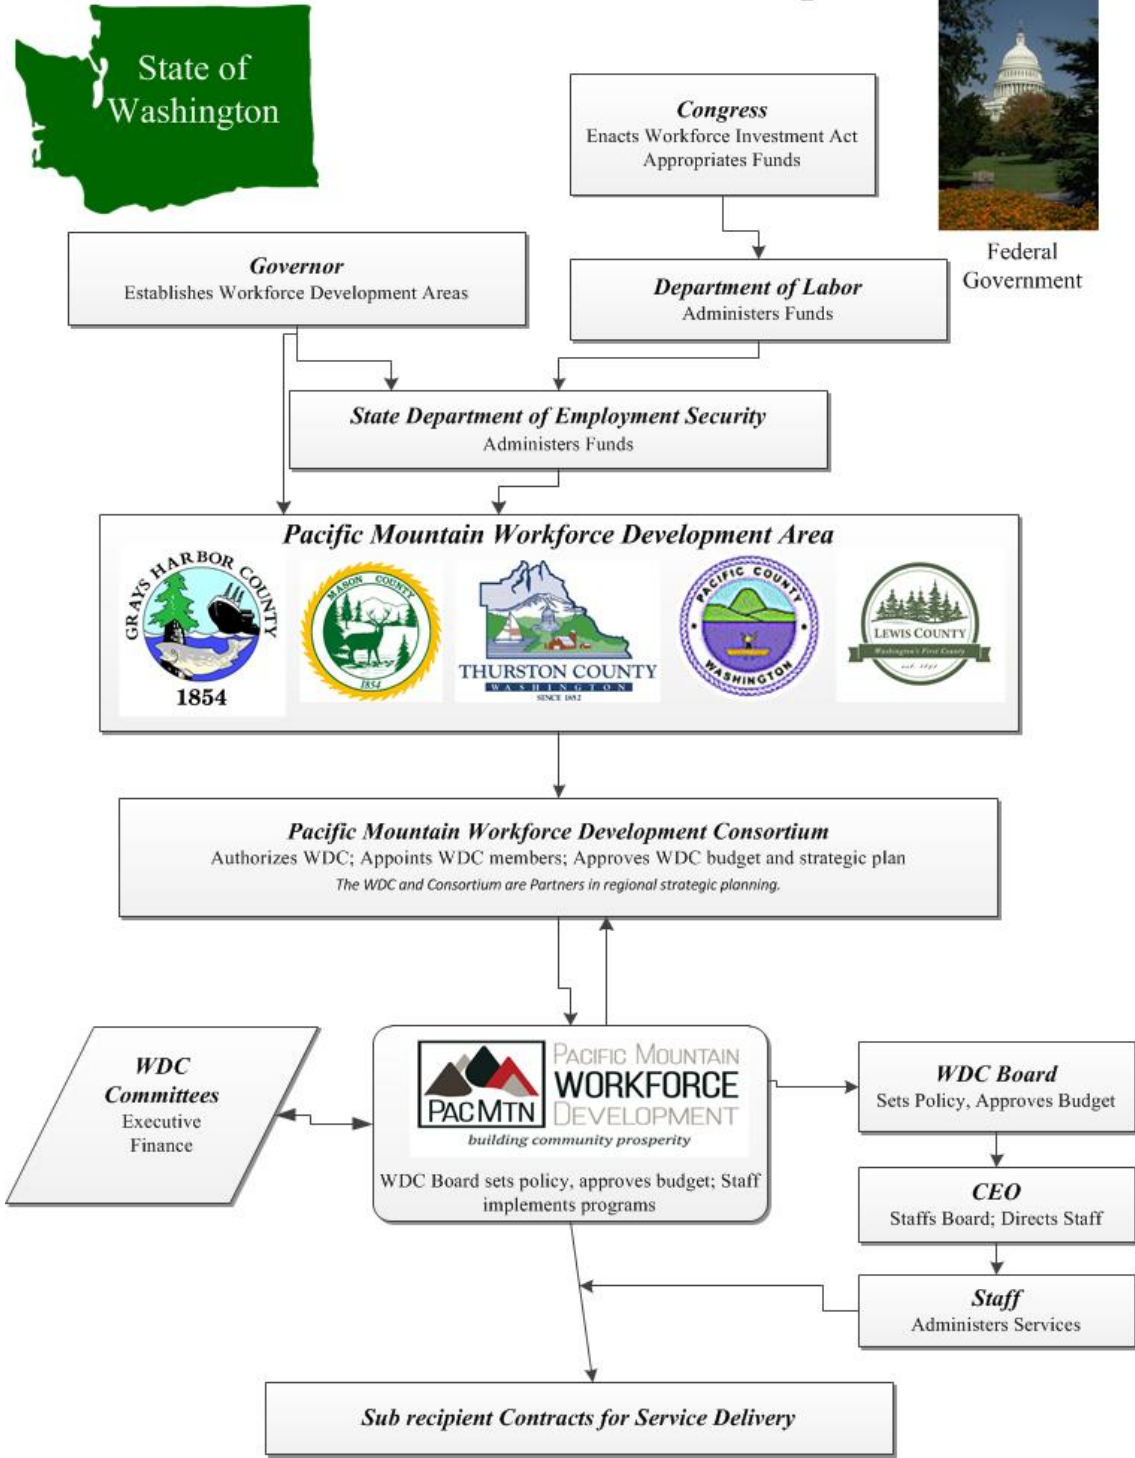 State of
Washington
Congress
Enacts Workforce Investment Act
Appropriates Funds
Federal
Government
Governor
Establishes Workforce Development Areas
Department of Labor
Administers Funds
State Department of Employment Security
Administers Funds
Pacific Mountain Workforce Development Area
GRAYS HARBOR COUNTY
1854
MASON COUNTY
1854
THURSTON COUNTY
WASHINGTON
SINCE 1852
PACIFIC COUNTY
WASHINGTON
LEWIS COUNTY
Washington's First County
est. 1845
Pacific Mountain Workforce Development Consortium
Authorizes WDC; Appoints WDC members; Approves WDC budget and strategic plan
The WDC and Consortium are Partners in regional strategic planning.
WDC
Committees
Executive
Finance
PACMTN
PACIFIC MOUNTAIN
WORKFORCE
DEVELOPMENT
building community prosperity
WDC Board sets policy, approves budget; Staff
implements programs
WDC Board
Sets Policy, Approves Budget
CEO
Staffs Board; Directs Staff
Staff
Administers Services
Sub recipient Contracts for Service Delivery